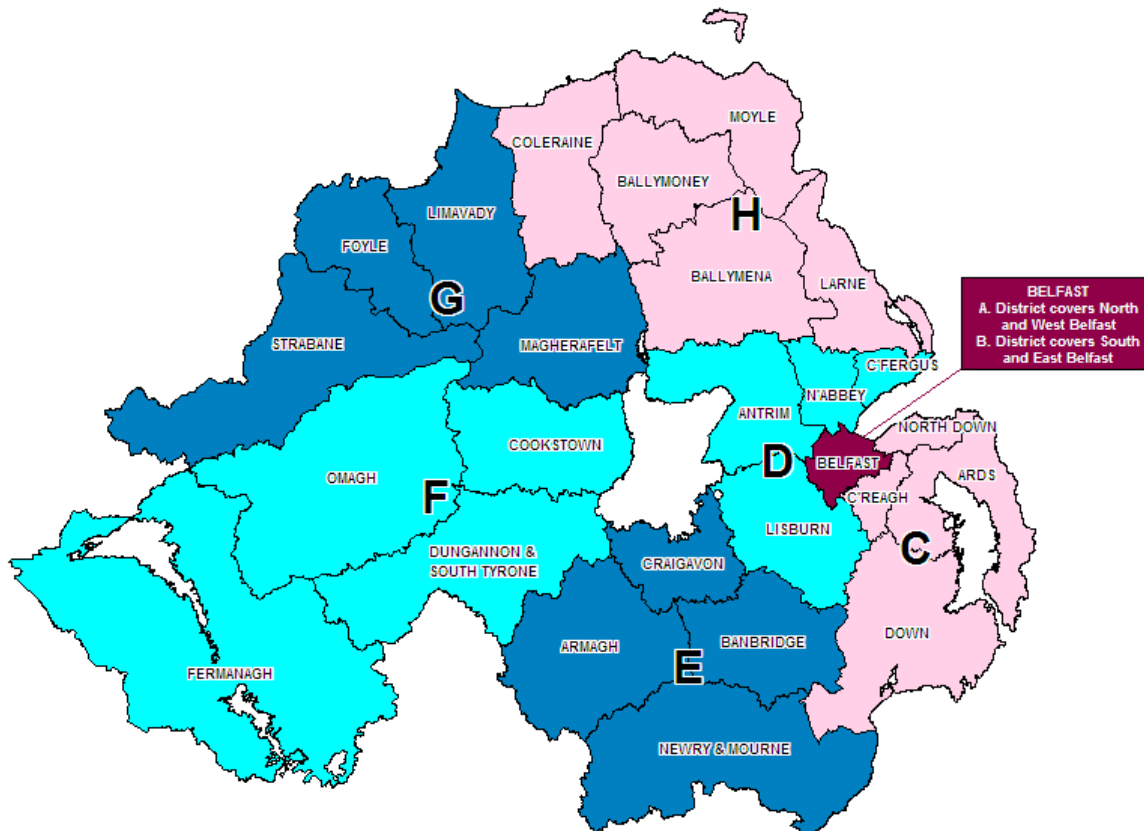 MOYLE
COLERAINE
BALLYMONEY
LIMAVADY
H
FOYLE
BALLYMENA
LARNE
G
BELFAST
A. District covers North
and West Belfast
B. District covers South
and East Belfast
STRABANE
MAGHERAFELT
C'FERGUS
N'ABBEY
ANTRIM
NORTH DOWN
COOKSTOWN
D
BELFAST
OMAGH
ARDS
F
C'REAGH
LISBURN
C
DUNGANNON &
SOUTH TYRONE
CRAIGAVON
DOWN
ARMAGH
BANBRIDGE
E
FERMANAGH
NEWRY & MOURNE